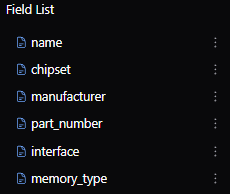 Field List
name
chipset
manufacturer
part_number
interface
memory_type